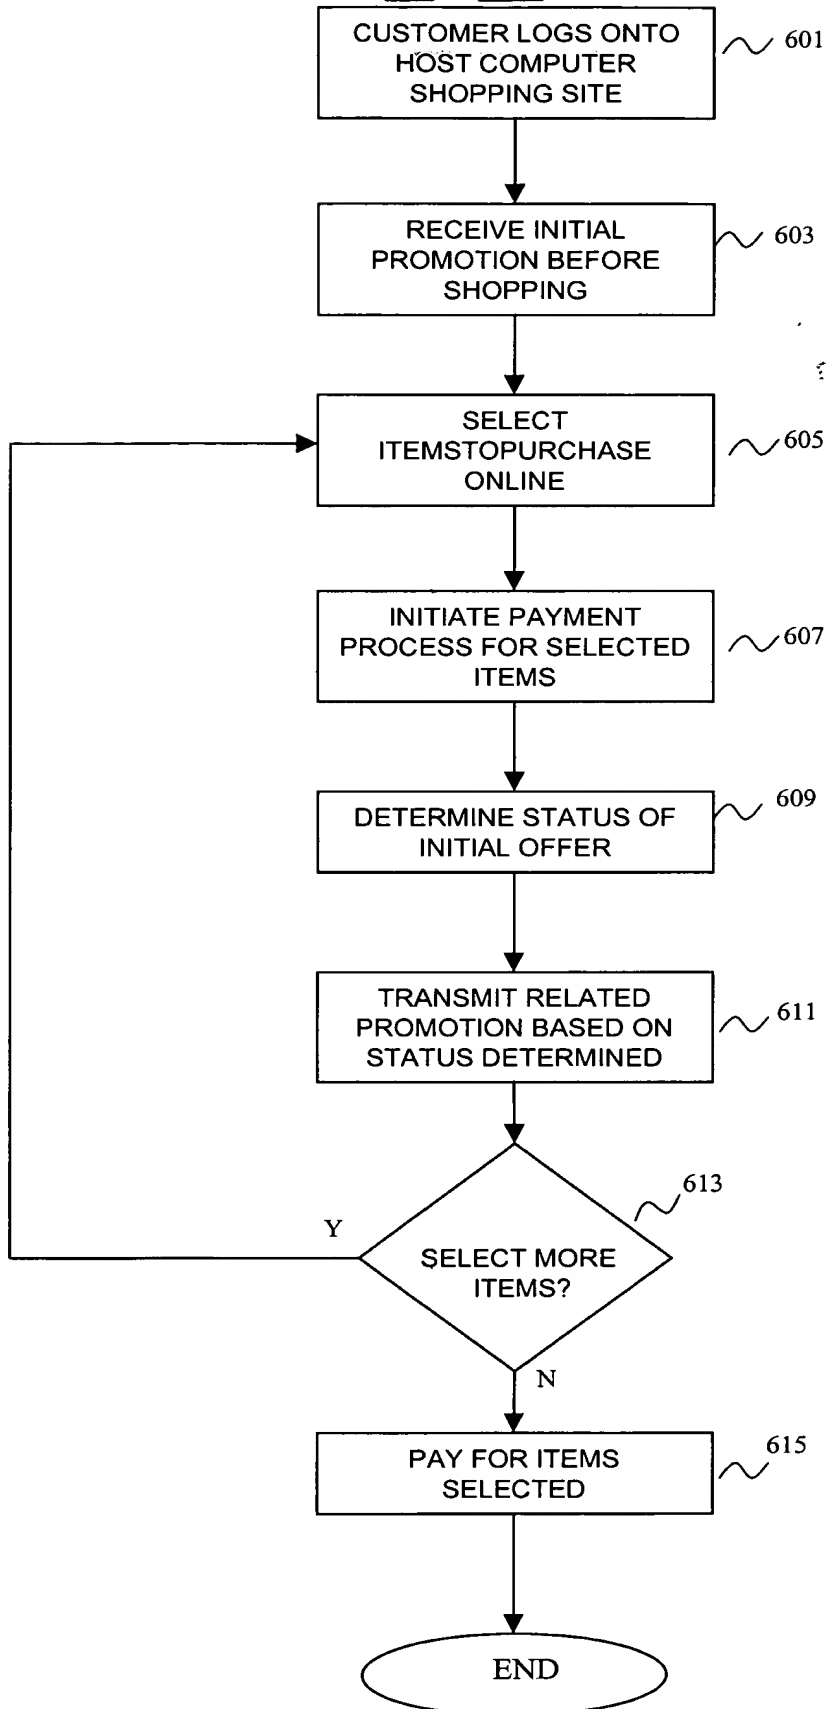 CUSTOMER LOGS ONTO
HOST COMPUTER
SHOPPING SITE
601
RECEIVE INITIAL
PROMOTION BEFORE
SHOPPING
603
SELECT
ITEMSTOPURCHASE
ONLINE
605
INITIATE PAYMENT
PROCESS FOR SELECTED
ITEMS
607
DETERMINE STATUS OF
INITIAL OFFER
609
TRANSMIT RELATED
PROMOTION BASED ON
STATUS DETERMINED
611
613
Y
SELECT MORE
ITEMS?
N
PAY FOR ITEMS
SELECTED
615
END